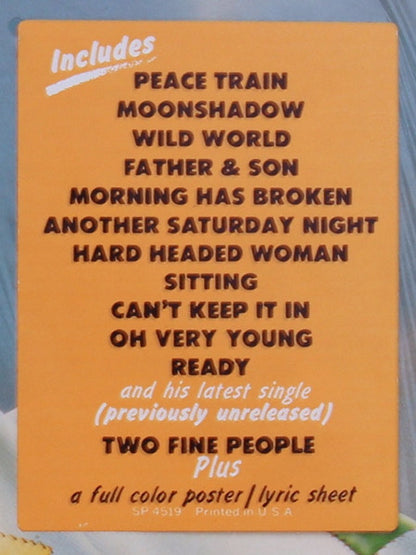 Includes
PEACE TRAIN
MOONSHADOW
WILD WORLD
FATHER & SON
MORNING HAS BROKEN
ANOTHER SATURDAY NIGHT
HARD HEADED WOMAN
SITTING
CAN'T KEEP IT IN
OH VERY YOUNG
READY
and his latest single
(previously unreleased)
TWO FINE PEOPLE
Plus
a full color poster/lyric sheet
SP 4519 Printed in U S A